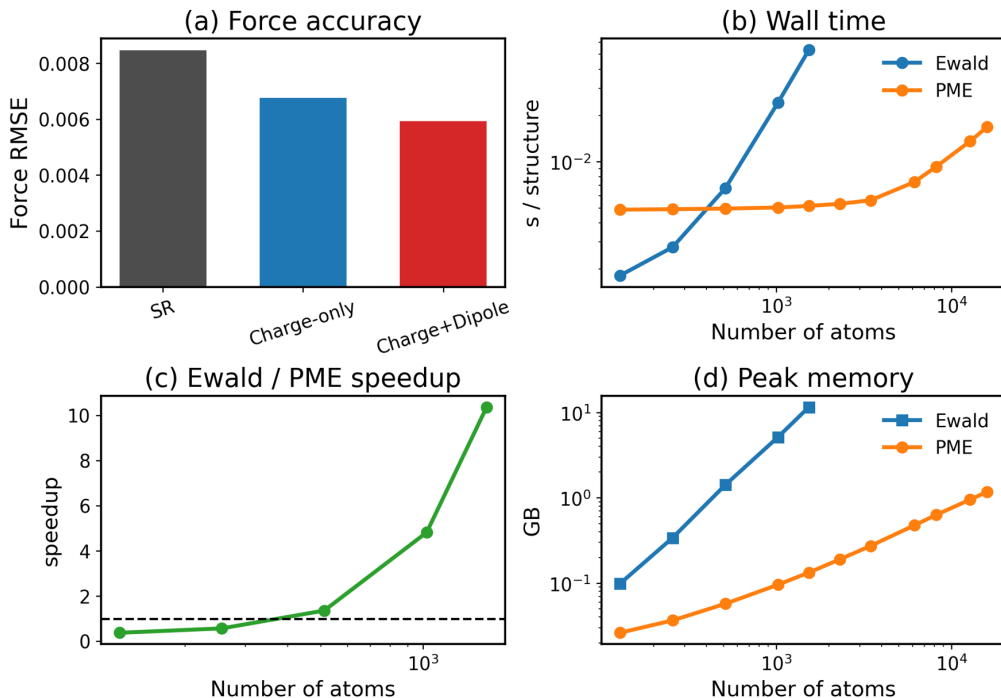 (a) Force accuracy
Force RMSE
0.008
0.006
0.004
0.002
0.000
SR
Charge-only
Charge+Dipole
(b) Wall time
s / structure
10⁻²
Ewald
PME
10³
10⁴
Number of atoms
(c) Ewald / PME speedup
speedup
10
8
6
4
2
0
10³
Number of atoms
(d) Peak memory
GB
10¹
10⁰
10⁻¹
Ewald
PME
10³
10⁴
Number of atoms